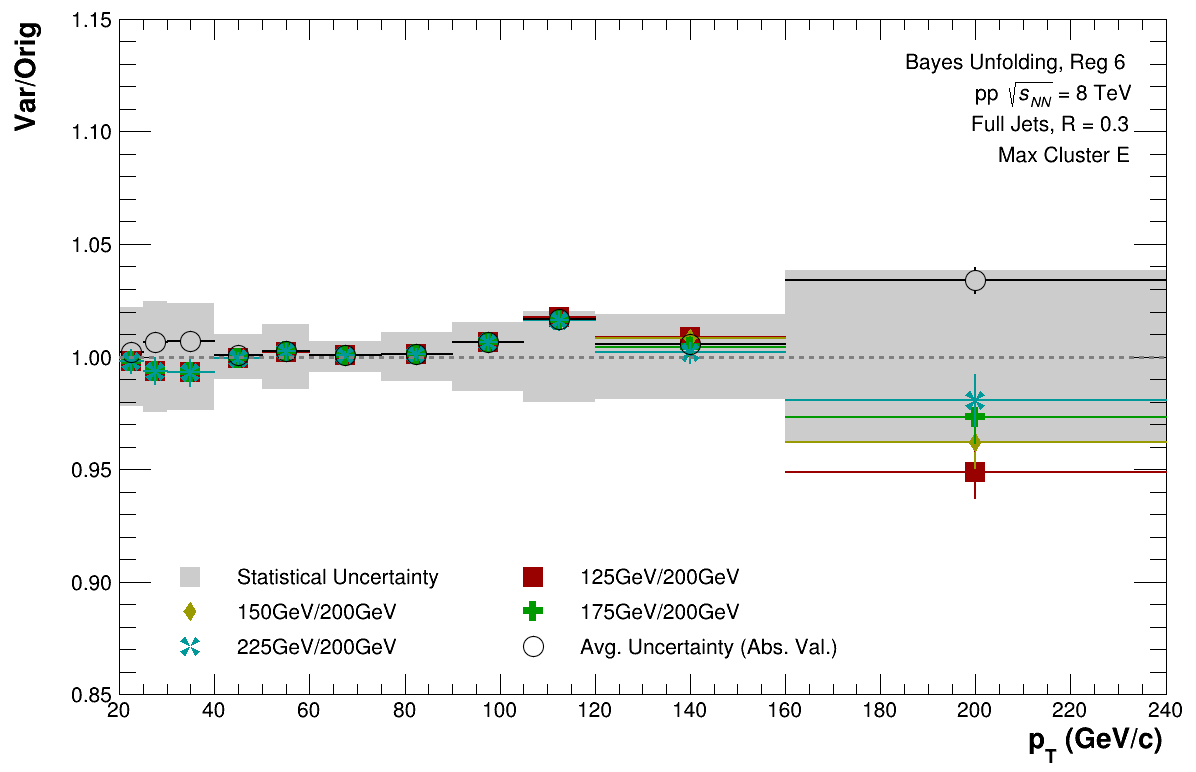 Var/Orig
1.15
1.10
1.05
1.00
0.95
0.90
0.85
Bayes Unfolding, Reg 6
pp √s_NN = 8 TeV
Full Jets, R = 0.3
Max Cluster E
Statistical Uncertainty
125GeV/200GeV
150GeV/200GeV
175GeV/200GeV
225GeV/200GeV
Avg. Uncertainty (Abs. Val.)
20 40 60 80 100 120 140 160 180 200 220 240
p_T (GeV/c)